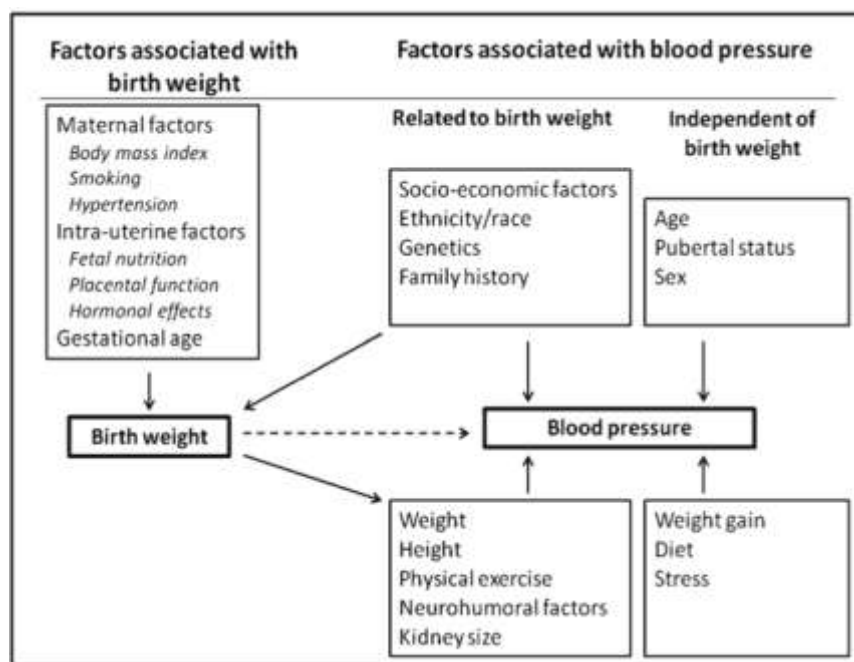 Factors associated with
birth weight
Factors associated with blood pressure
Maternal factors
Body mass index
Smoking
Hypertension
Intra-uterine factors
Fetal nutrition
Placental function
Hormonal effects
Gestational age
Related to birth weight
Socio-economic factors
Ethnicity/race
Genetics
Family history
Independent of
birth weight
Age
Pubertal status
Sex
Birth weight
Blood pressure
Weight
Height
Physical exercise
Neurohumoral factors
Kidney size
Weight gain
Diet
Stress